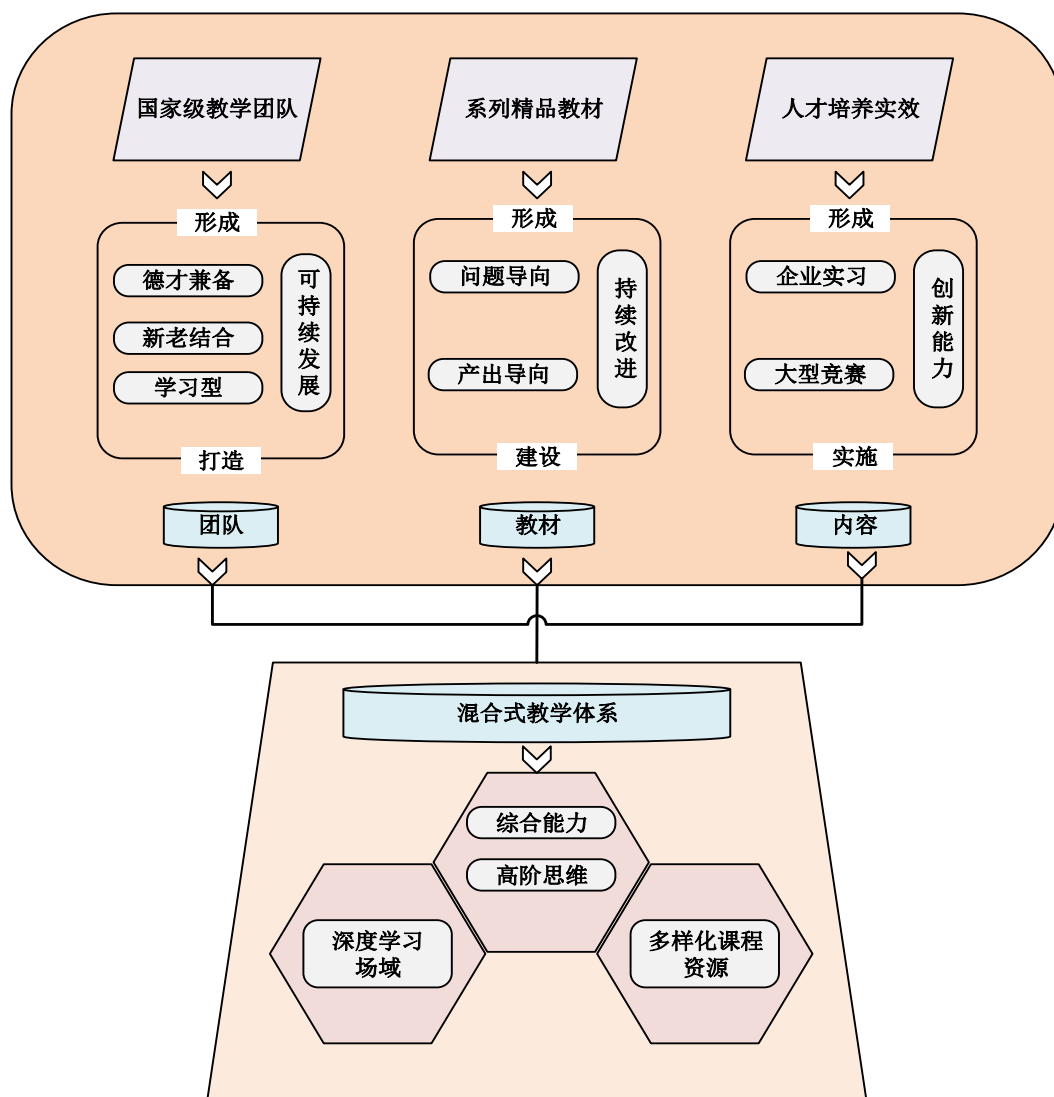 国家级教学团队
系列精品教材
人才培养实效
形成
德才兼备
新老结合
学习型
可持续发展
打造
团队
形成
问题导向
产出导向
持续改进
建设
教材
形成
企业实习
大型竞赛
创新能力
实施
内容
混合式教学体系
综合能力
高阶思维
深度学习
场域
多样化课程
资源